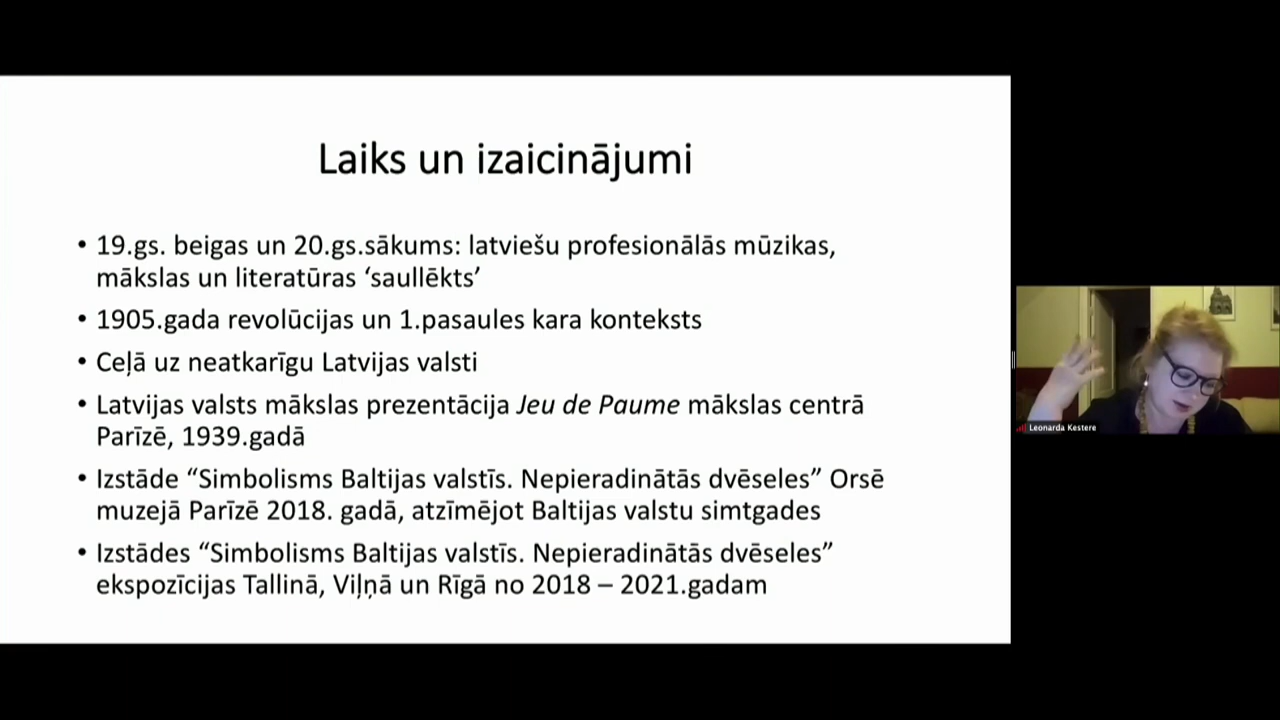 Laiks un izaicinājumi
• 19.gs. beigas un 20.gs.sākums: latviešu profesionālās mūzikas,
mākslas un literatūras ‘saullēkts’
• 1905.gada revolūcijas un 1.pasaules kara konteksts
• Ceļā uz neatkarīgu Latvijas valsti
• Latvijas valsts mākslas prezentācija Jeu de Paume mākslas centrā
Parīzē, 1939.gadā
• Izstāde “Simbolisms Baltijas valstīs. Nepieradinātās dvēseles” Orsē
muzejā Parīzē 2018. gadā, atzīmējot Baltijas valstu simtgades
• Izstādes “Simbolisms Baltijas valstīs. Nepieradinātās dvēseles”
ekspozīcijas Tallinā, Viļņā un Rīgā no 2018 – 2021.gadam
Leonarda Kestere